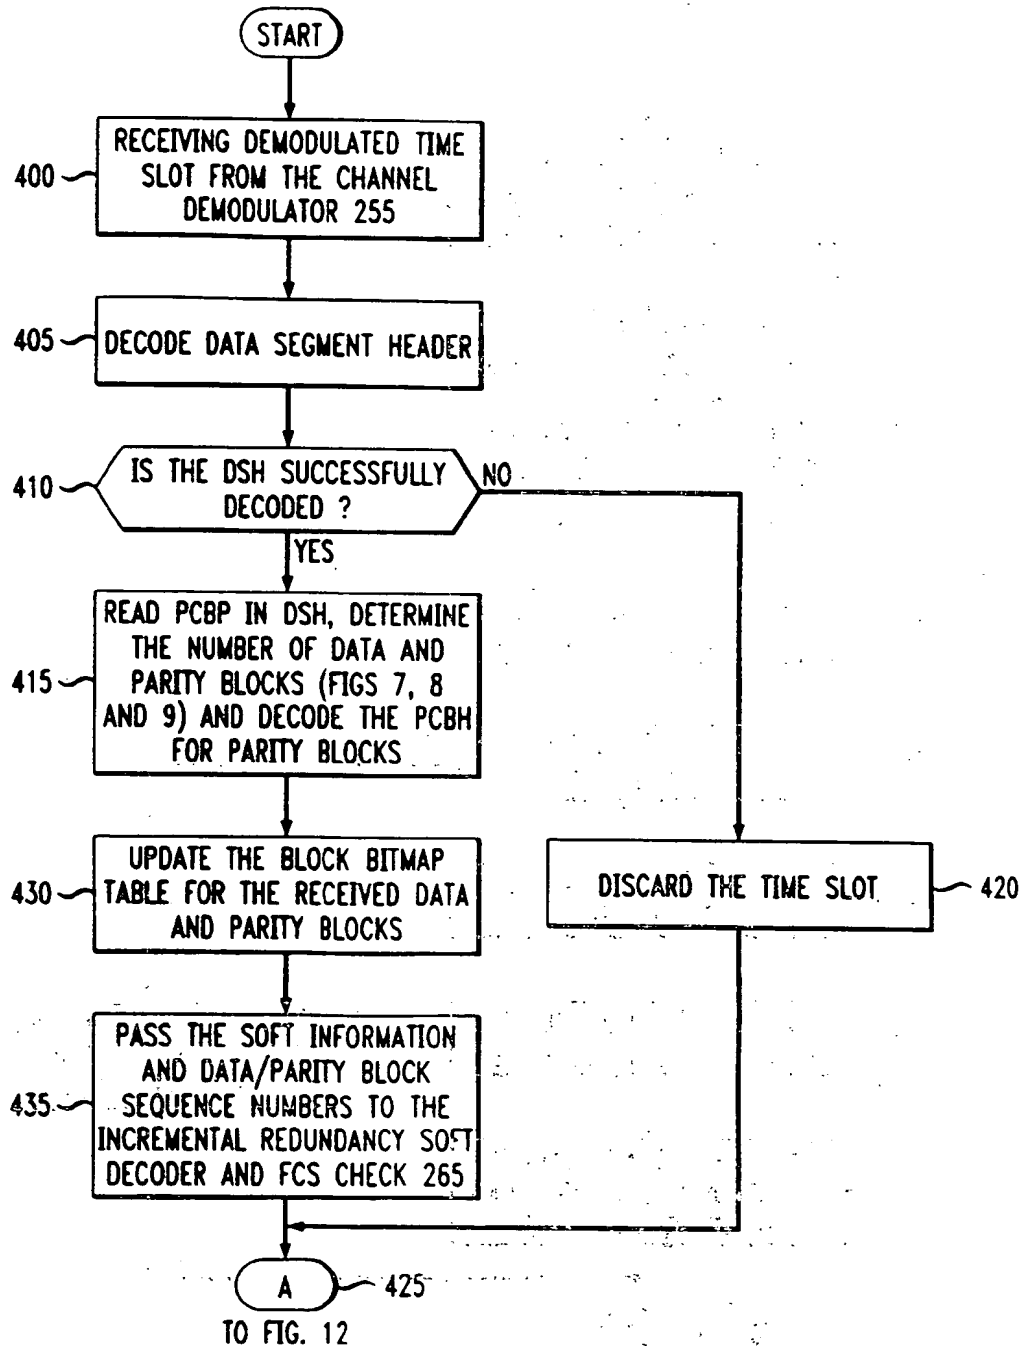 START
400
RECEIVING DEMODULATED TIME
SLOT FROM THE CHANNEL
DEMODULATOR 255
405
DECODE DATA SEGMENT HEADER
410
IS THE DSH SUCCESSFULLY
DECODED ?
NO
YES
415
READ PCBP IN DSH, DETERMINE
THE NUMBER OF DATA AND
PARITY BLOCKS (FIGS 7, 8
AND 9) AND DECODE THE PCBH
FOR PARITY BLOCKS
430
UPDATE THE BLOCK BITMAP
TABLE FOR THE RECEIVED DATA
AND PARITY BLOCKS
DISCARD THE TIME SLOT
420
435
PASS THE SOFT INFORMATION
AND DATA/PARITY BLOCK
SEQUENCE NUMBERS TO THE
INCREMENTAL REDUNDANCY SOFT
DECODER AND FCS CHECK 265
A
425
TO FIG. 12